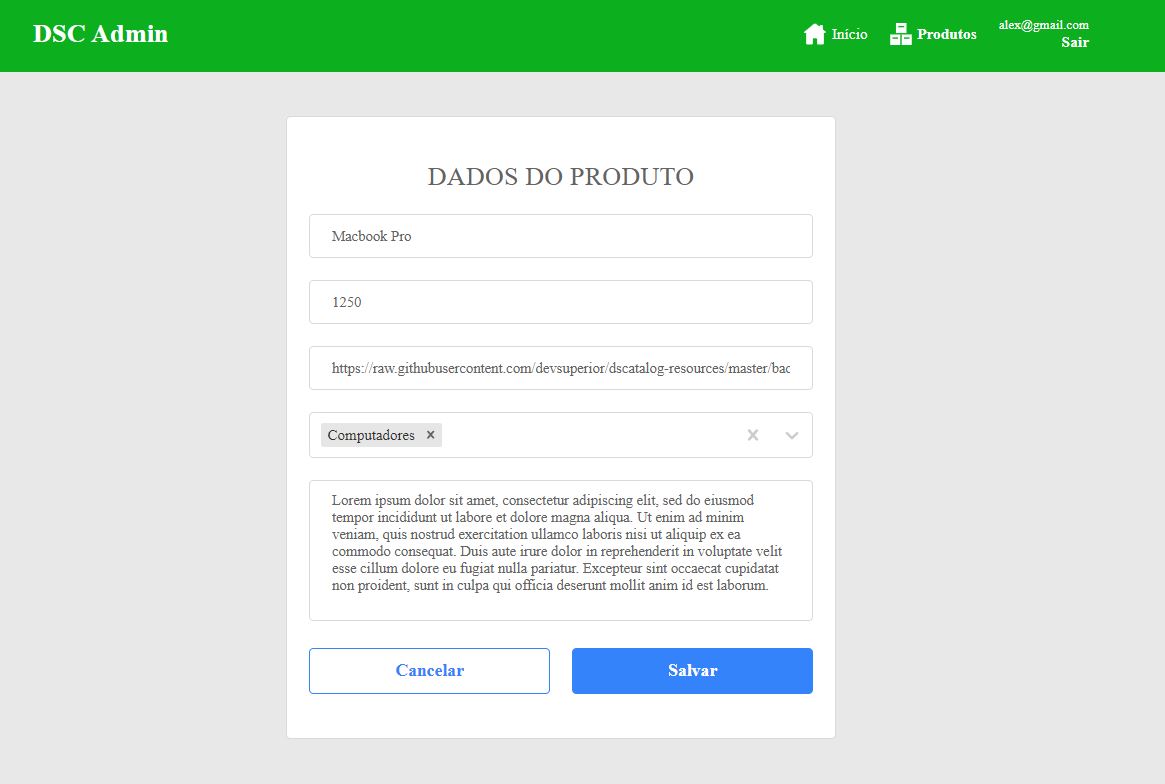 DSC Admin
Início
Produtos
alex@gmail.com
Sair
DADOS DO PRODUTO
Macbook Pro
1250
https://raw.githubusercontent.com/devsuperior/dscatalog-resources/master/bac
Computadores
Lorem ipsum dolor sit amet, consectetur adipiscing elit, sed do eiusmod
tempor incididunt ut labore et dolore magna aliqua. Ut enim ad minim
veniam, quis nostrud exercitation ullamco laboris nisi ut aliquip ex ea
commodo consequat. Duis aute irure dolor in reprehenderit in voluptate velit
esse cillum dolore eu fugiat nulla pariatur. Excepteur sint occaecat cupidatat
non proident, sunt in culpa qui officia deserunt mollit anim id est laborum.
Cancelar
Salvar